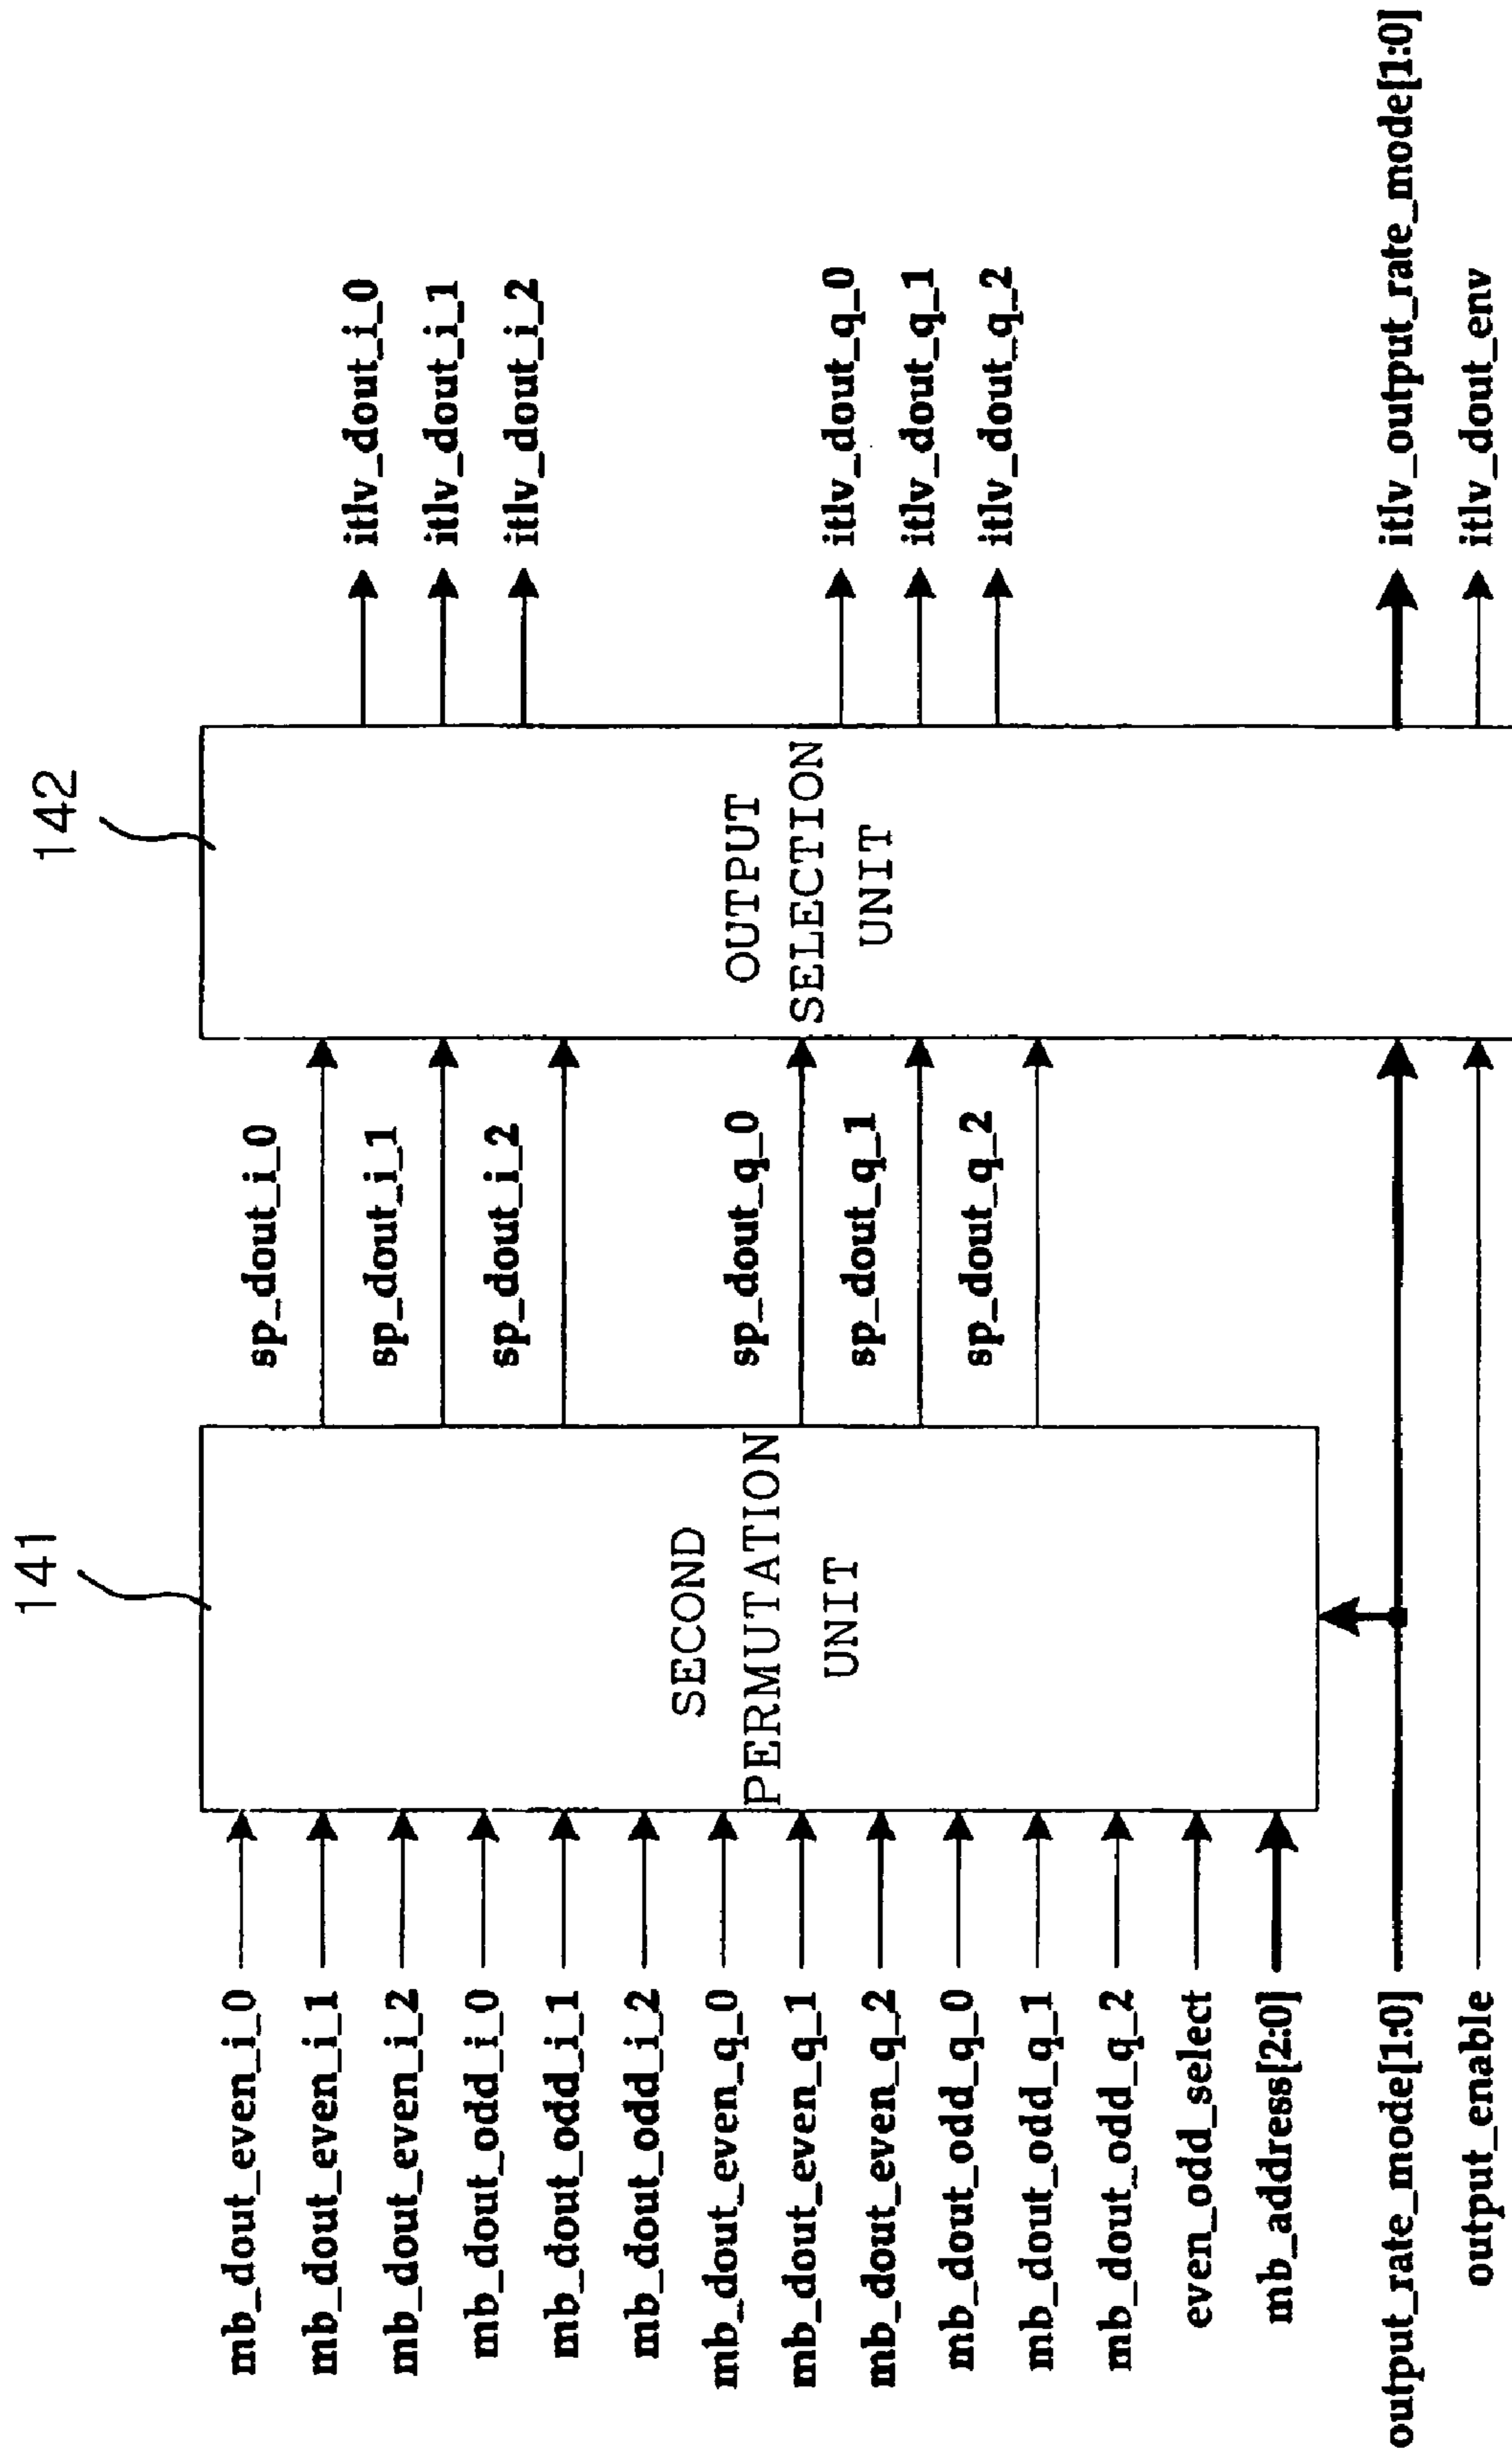 141
142
mb_dout_even_i_0
mb_dout_even_i_1
mb_dout_even_i_2
mb_dout_odd_i_0
mb_dout_odd_i_1
mb_dout_odd_i_2
mb_dout_even_q_0
mb_dout_even_q_1
mb_dout_even_q_2
mb_dout_odd_q_0
mb_dout_odd_q_1
mb_dout_odd_q_2
even_odd_select
mb_address[2:0]
output_rate_mode[1:0]
output_enable
SECOND
PERMUTATION
UNIT
sp_dout_i_0
sp_dout_i_1
sp_dout_i_2
sp_dout_q_0
sp_dout_q_1
sp_dout_q_2
OUTPUT
SELECTION
UNIT
itlv_dout_i_0
itlv_dout_i_1
itlv_dout_i_2
itlv_dout_q_0
itlv_dout_q_1
itlv_dout_q_2
itlv_output_rate_mode[1:0]
itlv_dout_env